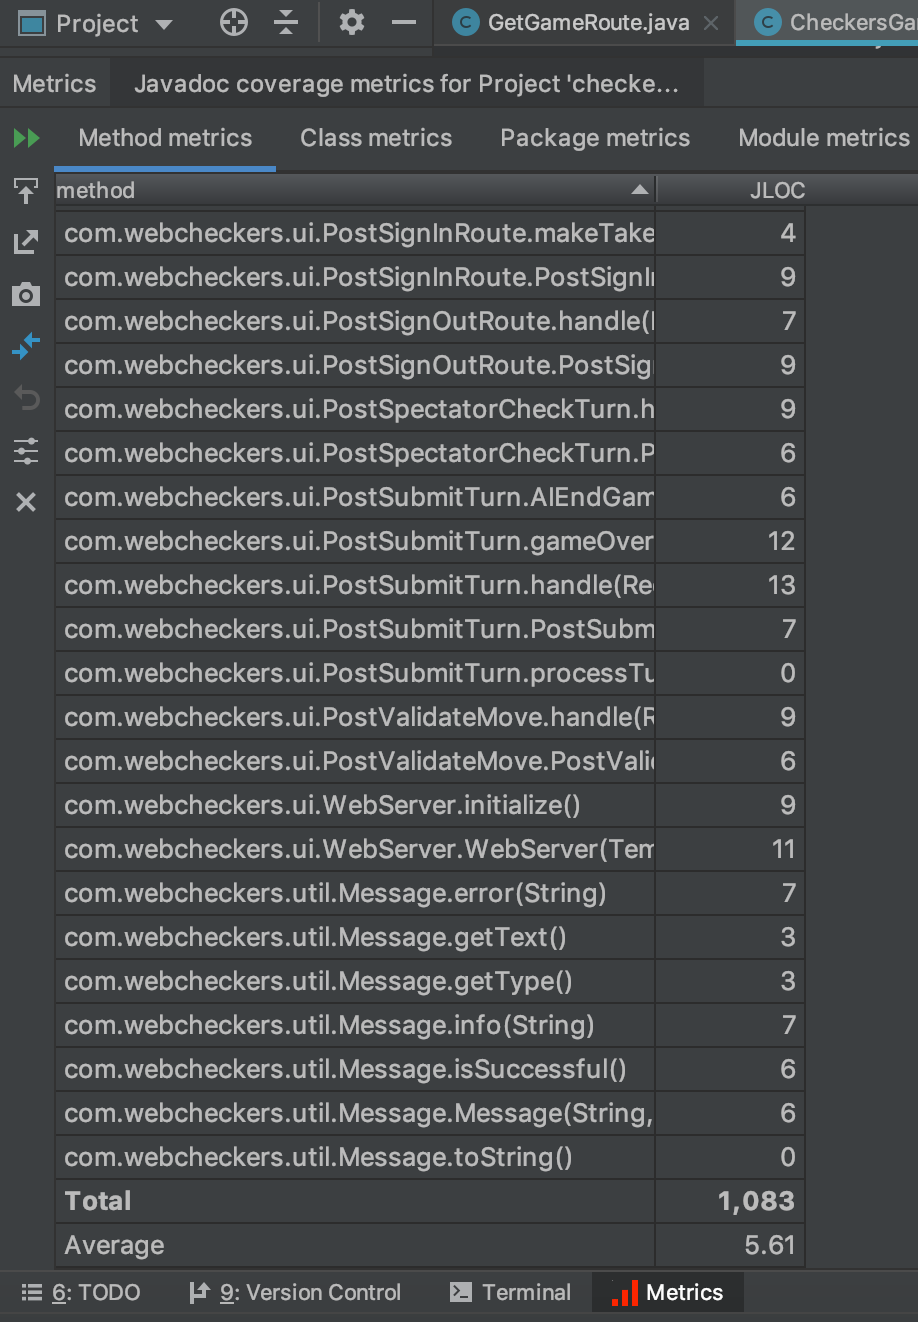 Project GetGameRoute.java CheckersGa
Metrics Javadoc coverage metrics for Project 'checke...
Method metrics Class metrics Package metrics Module metrics
method JLOC
com.webcheckers.ui.PostSignInRoute.makeTake 4
com.webcheckers.ui.PostSignInRoute.PostSignI 9
com.webcheckers.ui.PostSignOutRoute.handle( 7
com.webcheckers.ui.PostSignOutRoute.PostSig 9
com.webcheckers.ui.PostSpectatorCheckTurn.h 9
com.webcheckers.ui.PostSpectatorCheckTurn.P 6
com.webcheckers.ui.PostSubmitTurn.AIEndGam 6
com.webcheckers.ui.PostSubmitTurn.gameOver 12
com.webcheckers.ui.PostSubmitTurn.handle(Re 13
com.webcheckers.ui.PostSubmitTurn.PostSubm 7
com.webcheckers.ui.PostSubmitTurn.processTu 0
com.webcheckers.ui.PostValidateMove.handle(R 9
com.webcheckers.ui.PostValidateMove.PostVali 6
com.webcheckers.ui.WebServer.initialize() 9
com.webcheckers.ui.WebServer.WebServer(Tem 11
com.webcheckers.util.Message.error(String) 7
com.webcheckers.util.Message.getText() 3
com.webcheckers.util.Message.getType() 3
com.webcheckers.util.Message.info(String) 7
com.webcheckers.util.Message.isSuccessful() 6
com.webcheckers.util.Message.Message(String, 6
com.webcheckers.util.Message.toString() 0
Total 1,083
Average 5.61
6: TODO 9: Version Control Terminal Metrics